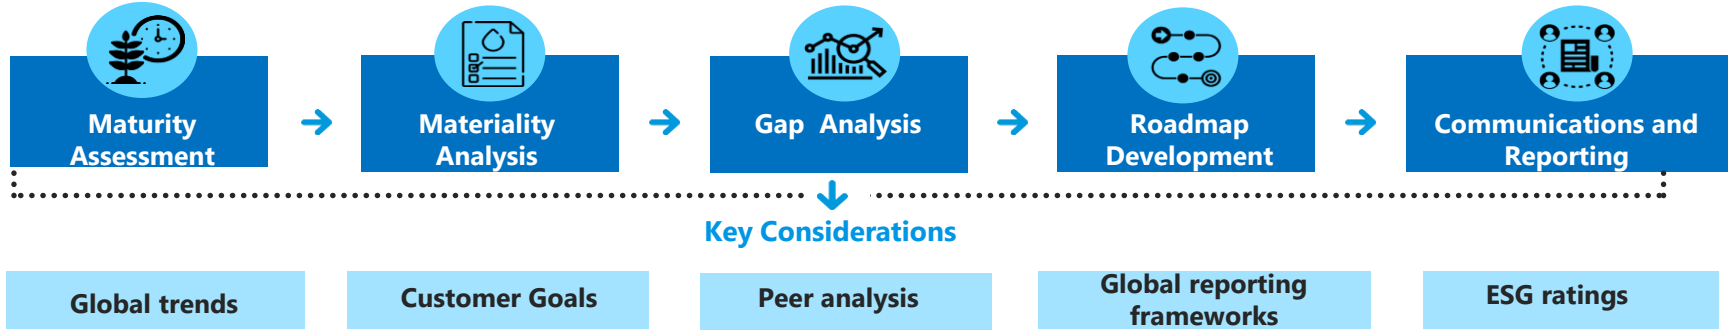 Maturity
Assessment
Materiality
Analysis
Gap Analysis
Roadmap
Development
Communications and
Reporting
Key Considerations
Global trends
Customer Goals
Peer analysis
Global reporting
frameworks
ESG ratings